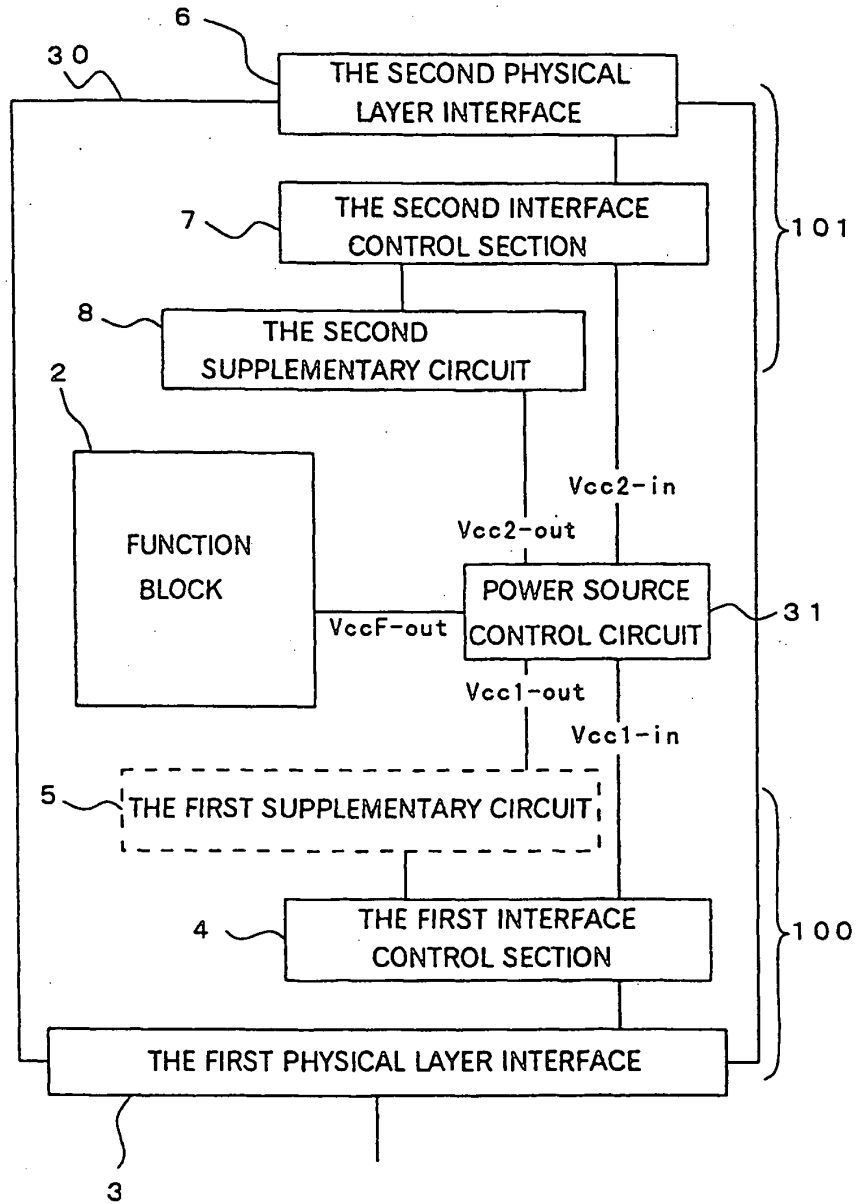 6
30
THE SECOND PHYSICAL
LAYER INTERFACE
101
7
THE SECOND INTERFACE
CONTROL SECTION
8
THE SECOND
SUPPLEMENTARY CIRCUIT
2
FUNCTION
BLOCK
Vcc2-in
Vcc2-out
POWER SOURCE
CONTROL CIRCUIT
31
VccF-out
Vcc1-out
Vcc1-in
5
THE FIRST SUPPLEMENTARY CIRCUIT
100
4
THE FIRST INTERFACE
CONTROL SECTION
THE FIRST PHYSICAL LAYER INTERFACE
3